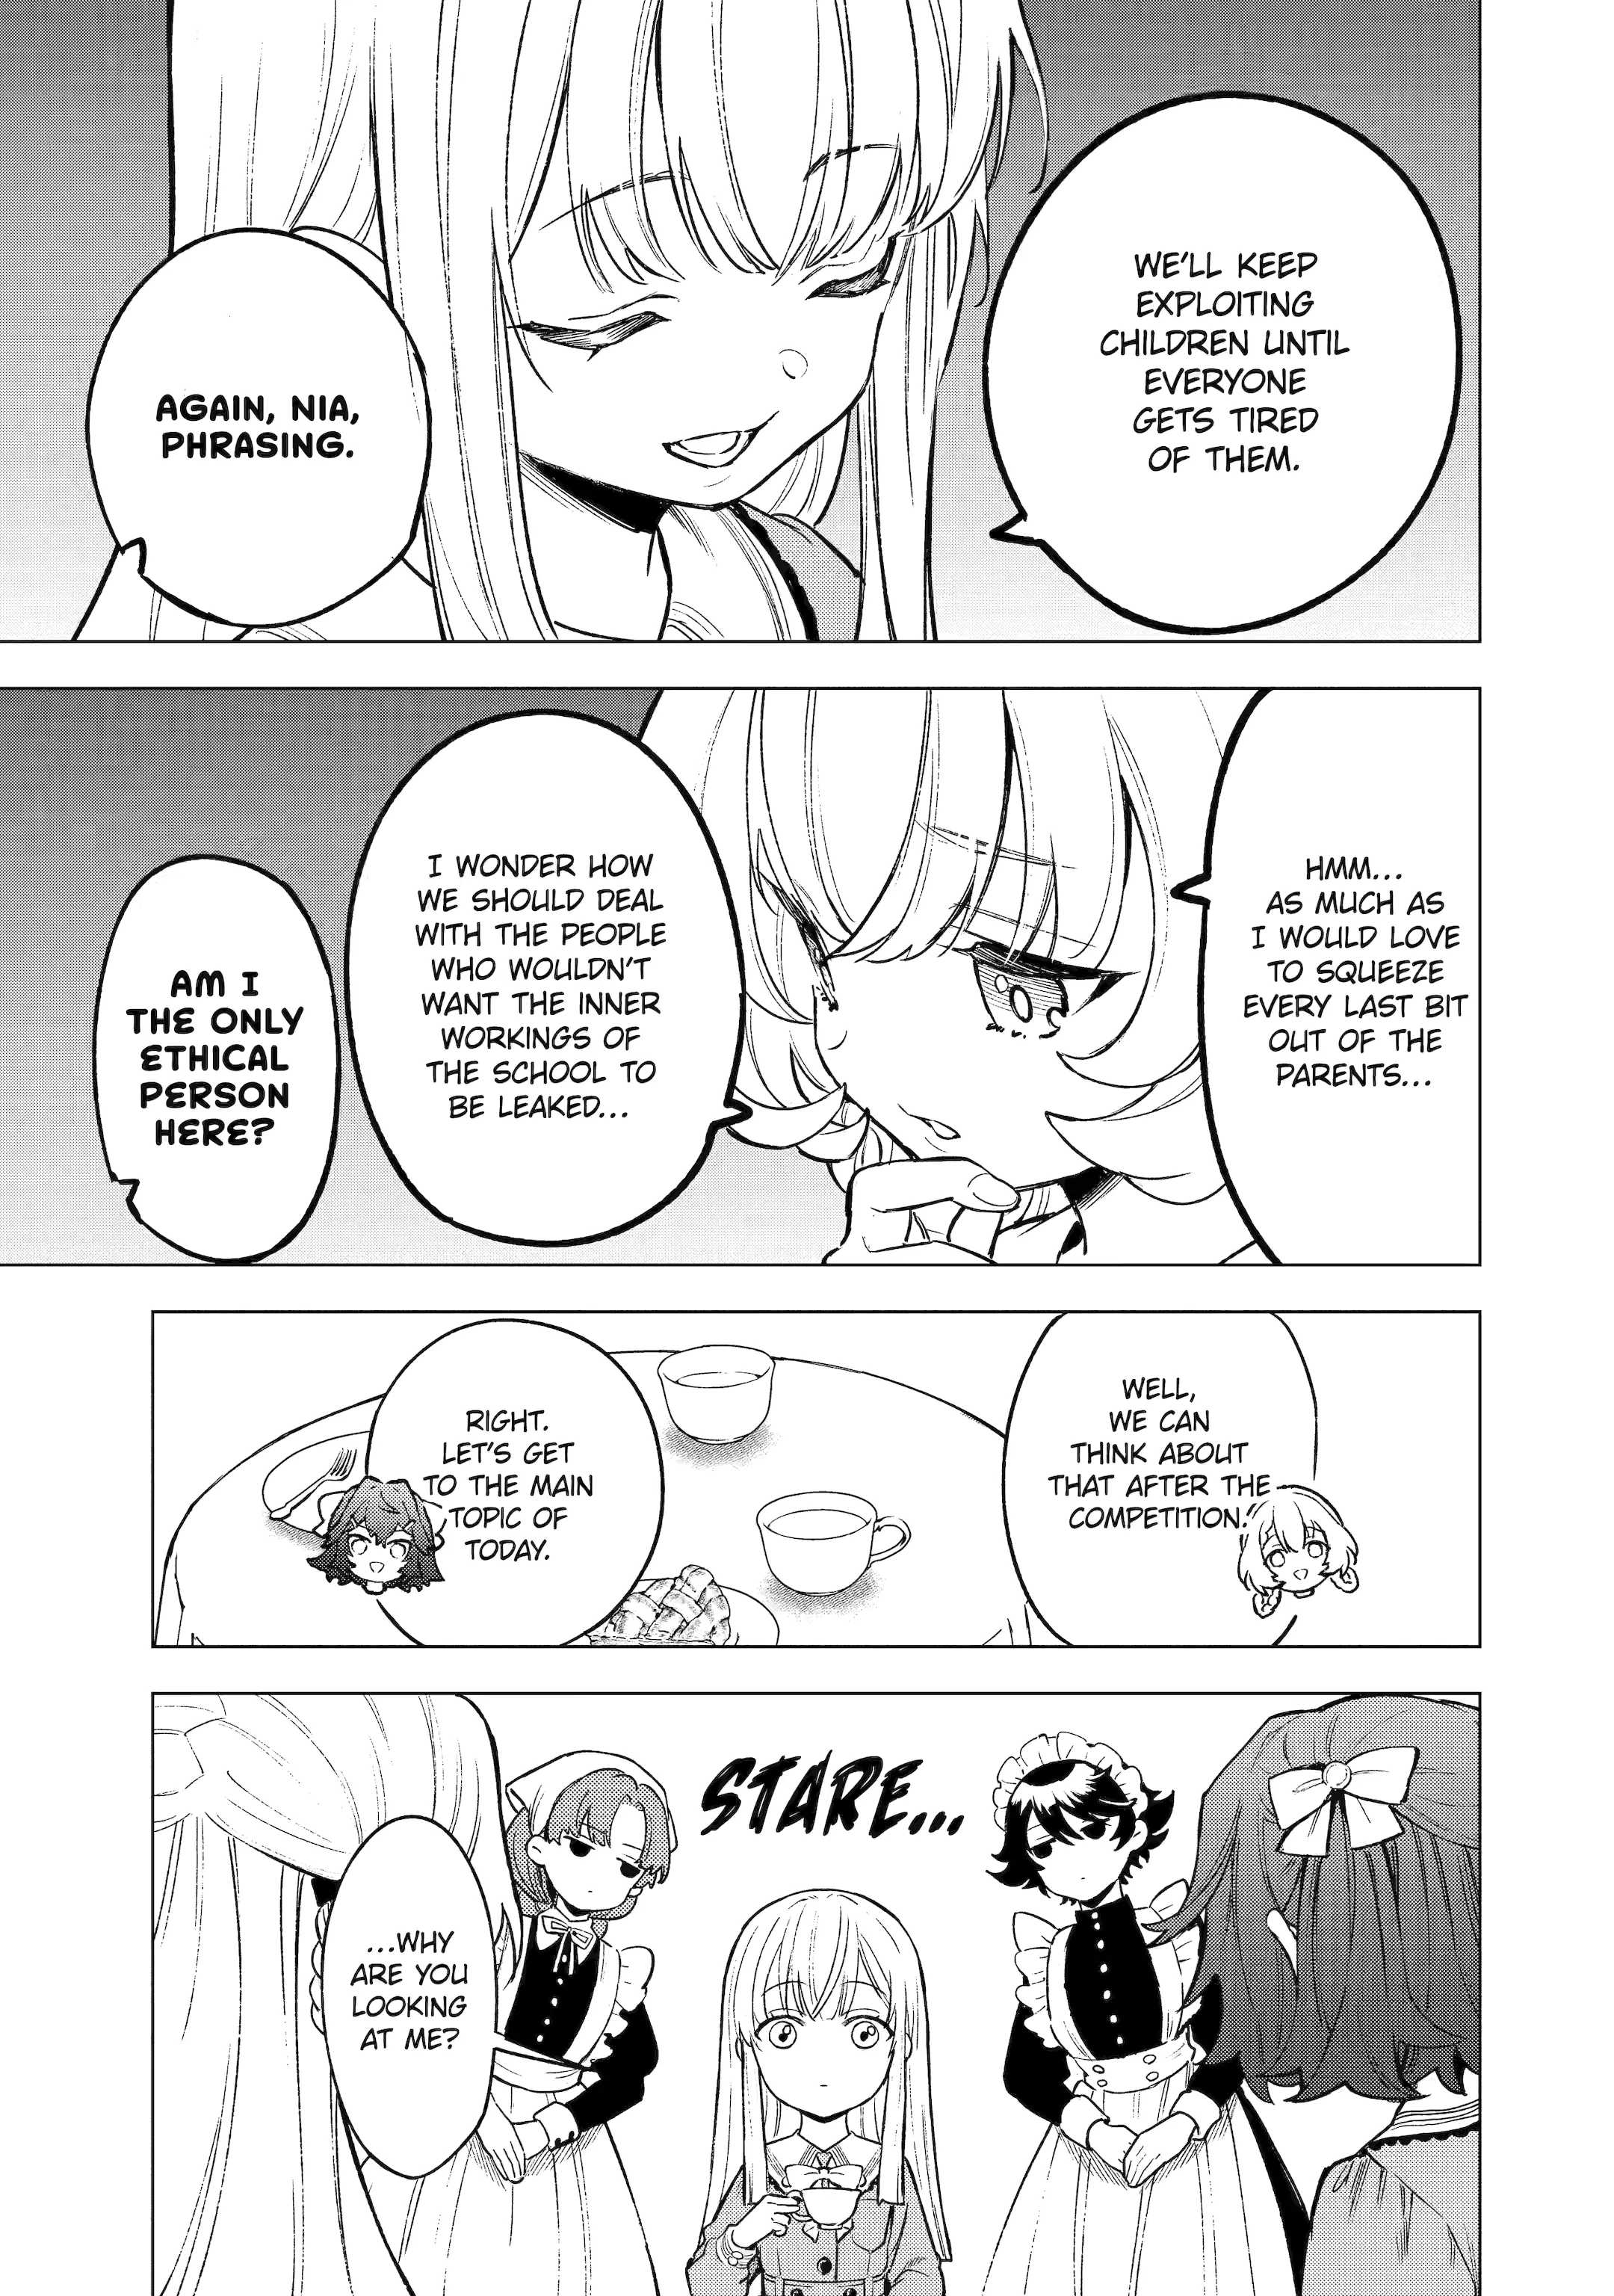 WE'LL KEEP
EXPLOITING
CHILDREN UNTIL
EVERYONE
GETS TIRED
OF THEM.
AGAIN, NIA,
PHRASING.
HMM...
AS MUCH AS
I WOULD LOVE
TO SQUEEZE
EVERY LAST BIT
OUT OF THE
PARENTS...
I WONDER HOW
WE SHOULD DEAL
WITH THE PEOPLE
WHO WOULDN'T
WANT THE INNER
WORKINGS OF
THE SCHOOL TO
BE LEAKED...
AM I
THE ONLY
ETHICAL
PERSON
HERE?
WELL,
WE CAN
THINK ABOUT
THAT AFTER THE
COMPETITION.
RIGHT.
LET'S GET
TO THE MAIN
TOPIC OF
TODAY.
STARE...
...WHY
ARE YOU
LOOKING
AT ME?